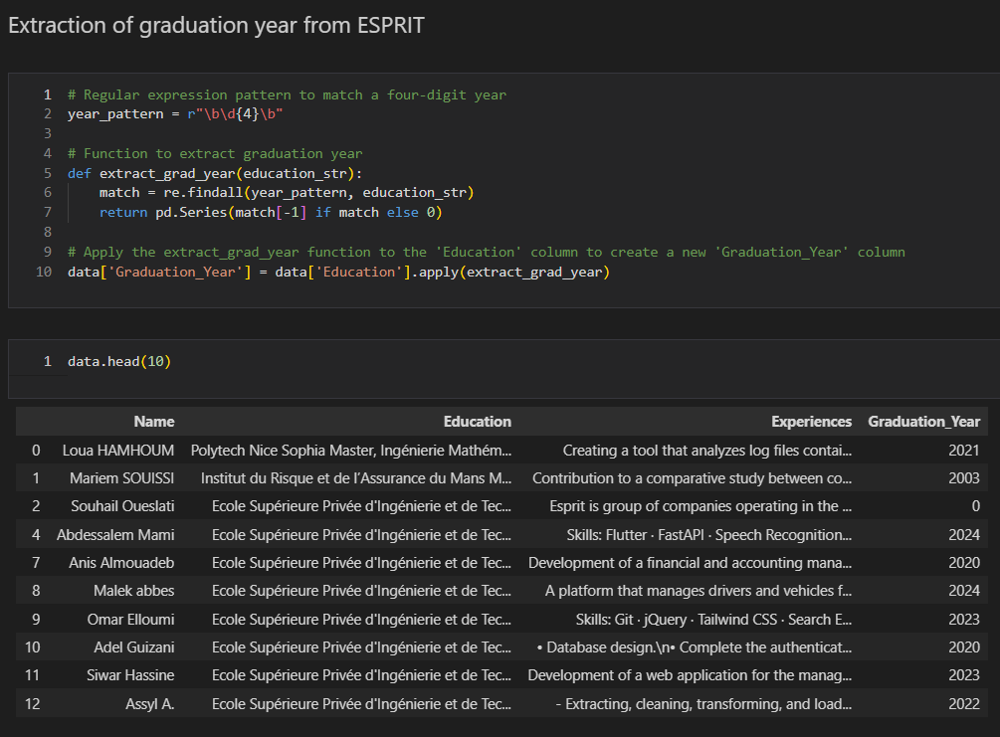 Extraction of graduation year from ESPRIT
1 # Regular expression pattern to match a four-digit year
2 year_pattern = r"\b\d{4}\b"
3
4 # Function to extract graduation year
5 def extract_grad_year(education_str):
6     match = re.findall(year_pattern, education_str)
7     return pd.Series(match[-1] if match else 0)
8
9 # Apply the extract_grad_year function to the 'Education' column to create a new 'Graduation_Year' column
10 data['Graduation_Year'] = data['Education'].apply(extract_grad_year)
1 data.head(10)
Name Education Experiences Graduation_Year
0 Loua HAMHOUM Polytech Nice Sophia Master, Ingénierie Mathém... Creating a tool that analyzes log files contai... 2021
1 Mariem SOUISSI Institut du Risque et de l'Assurance du Mans M... Contribution to a comparative study between co... 2003
2 Souhail Oueslati Ecole Supérieure Privée d'Ingénierie et de Tec... Esprit is group of companies operating in the ... 0
4 Abdessalem Mami Ecole Supérieure Privée d'Ingénierie et de Tec... Skills: Flutter · FastAPI · Speech Recognition... 2024
7 Anis Almouadeb Ecole Supérieure Privée d'Ingénierie et de Tec... Development of a financial and accounting mana... 2020
8 Malek abbes Ecole Supérieure Privée d'Ingénierie et de Tec... A platform that manages drivers and vehicles f... 2024
9 Omar Elloumi Ecole Supérieure Privée d'Ingénierie et de Tec... Skills: Git · jQuery · Tailwind CSS · Search E... 2023
10 Adel Guizani Ecole Supérieure Privée d'Ingénierie et de Tec... • Database design.\n• Complete the authenticat... 2020
11 Siwar Hassine Ecole Supérieure Privée d'Ingénierie et de Tec... Development of a web application for the manag... 2023
12 Assyl A. Ecole Supérieure Privée d'Ingénierie et de Tec... - Extracting, cleaning, transforming, and load... 2022